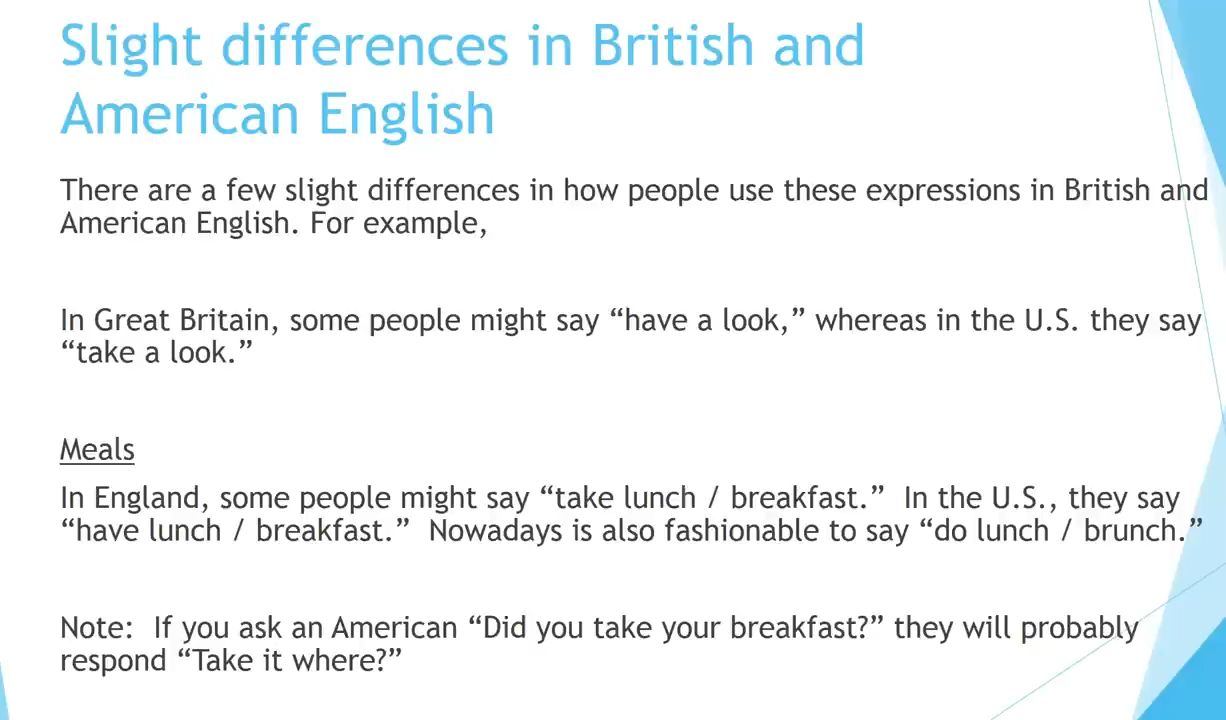 Slight differences in British and
American English
There are a few slight differences in how people use these expressions in British and
American English. For example,
In Great Britain, some people might say “have a look,” whereas in the U.S. they say
“take a look.”
Meals
In England, some people might say “take lunch / breakfast.”  In the U.S., they say
“have lunch / breakfast.”  Nowadays is also fashionable to say “do lunch / brunch.”
Note:  If you ask an American “Did you take your breakfast?” they will probably
respond “Take it where?”